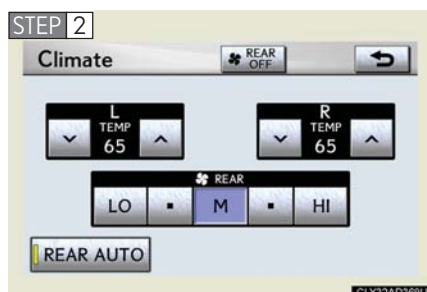 STEP 2
Climate
REAR OFF
L
TEMP
65
R
TEMP
65
REAR
LO
M
HI
REAR AUTO